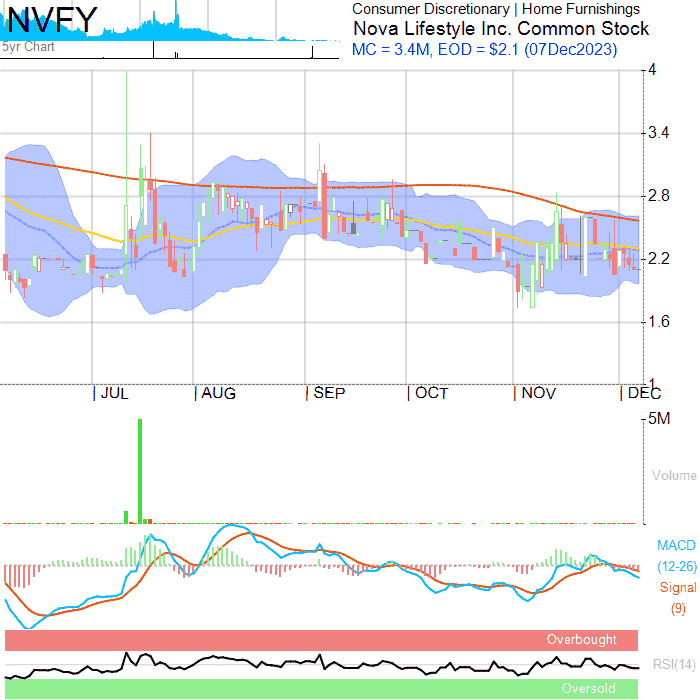 NVFY
5yr Chart
Consumer Discretionary | Home Furnishings
Nova Lifestyle Inc. Common Stock
MC = 3.4M, EOD = $2.1 (07Dec2023)
4
3.4
2.8
2.2
1.6
1
JUL AUG SEP OCT NOV DEC
5M
Volume
MACD
(12-26)
Signal
(9)
Overbought
RSI(14)
Oversold